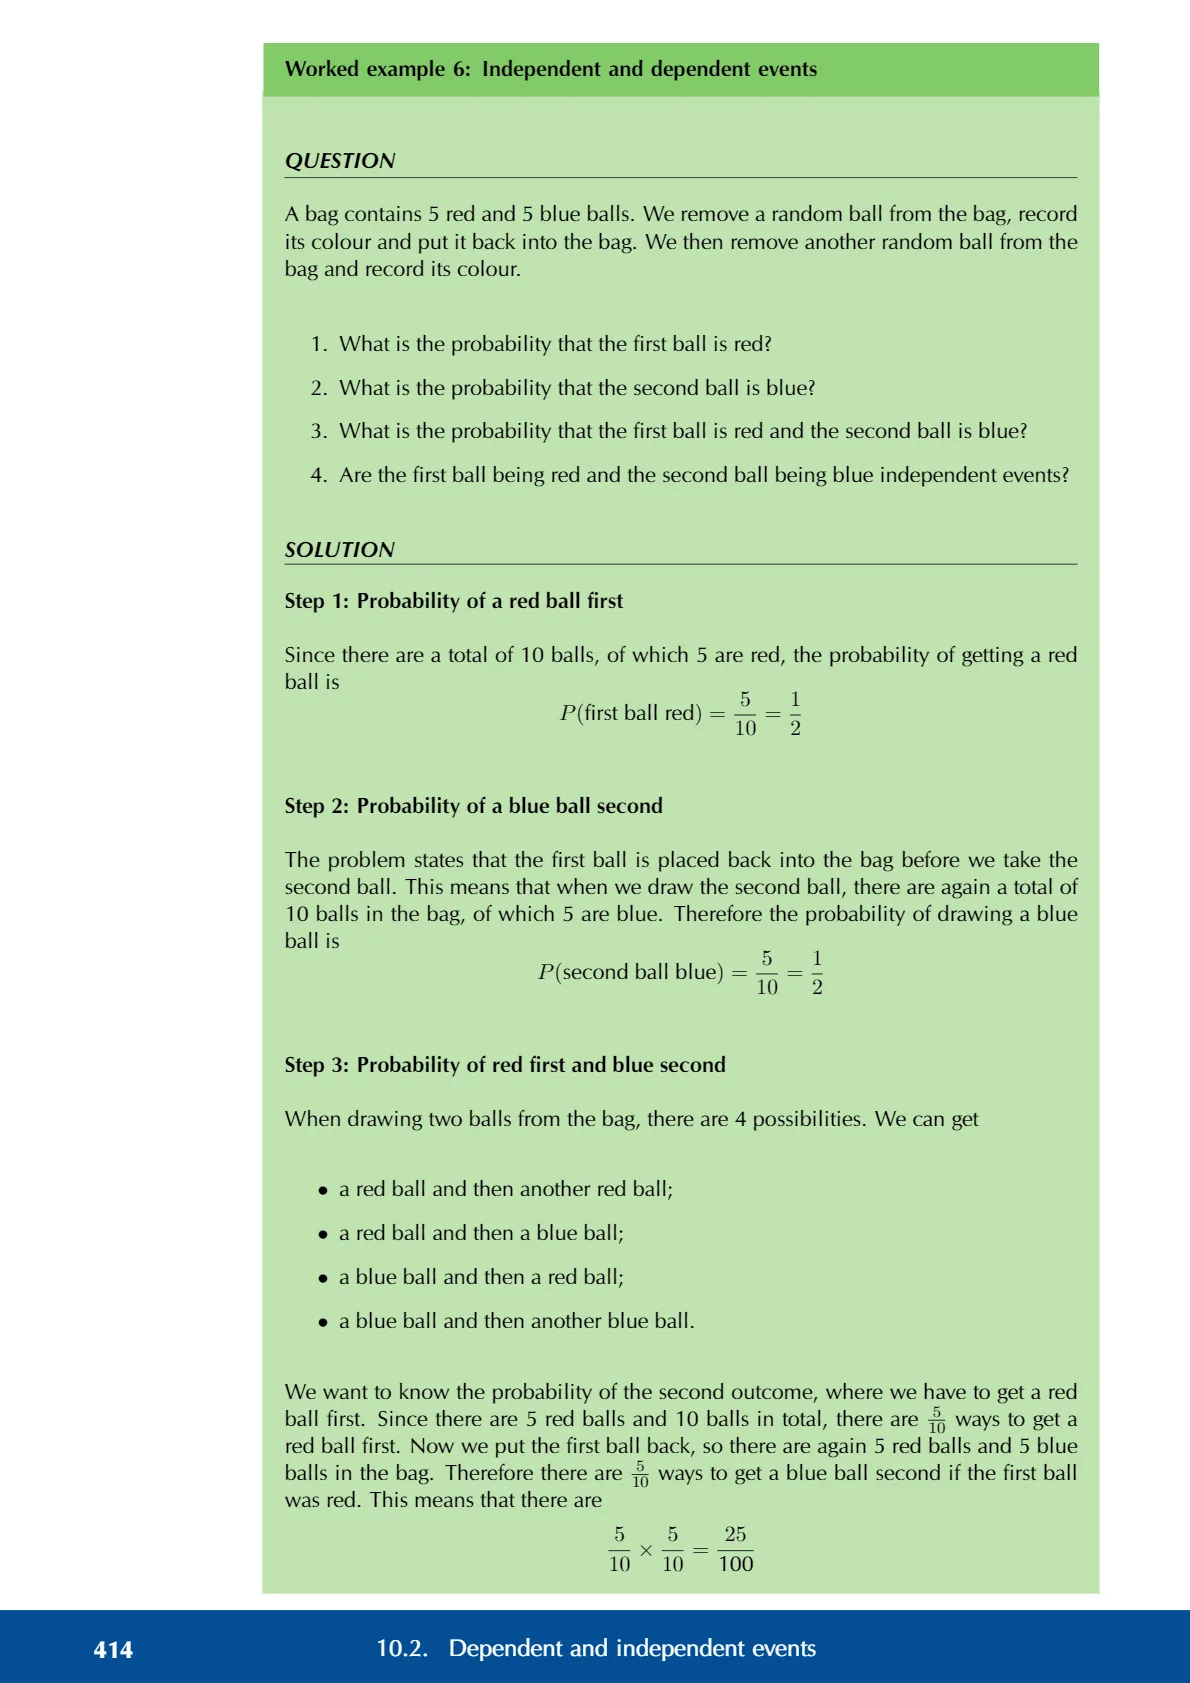 Worked example 6: Independent and dependent events
QUESTION
A bag contains 5 red and 5 blue balls. We remove a random ball from the bag, record
its colour and put it back into the bag. We then remove another random ball from the
bag and record its colour.
1. What is the probability that the first ball is red?
2. What is the probability that the second ball is blue?
3. What is the probability that the first ball is red and the second ball is blue?
4. Are the first ball being red and the second ball being blue independent events?
SOLUTION
Step 1: Probability of a red ball first
Since there are a total of 10 balls, of which 5 are red, the probability of getting a red
ball is
P(first ball red) = 5/10 = 1/2
Step 2: Probability of a blue ball second
The problem states that the first ball is placed back into the bag before we take the
second ball. This means that when we draw the second ball, there are again a total of
10 balls in the bag, of which 5 are blue. Therefore the probability of drawing a blue
ball is
P(second ball blue) = 5/10 = 1/2
Step 3: Probability of red first and blue second
When drawing two balls from the bag, there are 4 possibilities. We can get
• a red ball and then another red ball;
• a red ball and then a blue ball;
• a blue ball and then a red ball;
• a blue ball and then another blue ball.
We want to know the probability of the second outcome, where we have to get a red
ball first. Since there are 5 red balls and 10 balls in total, there are 5/10 ways to get a
red ball first. Now we put the first ball back, so there are again 5 red balls and 5 blue
balls in the bag. Therefore there are 5/10 ways to get a blue ball second if the first ball
was red. This means that there are
5/10 × 5/10 = 25/100
414 10.2. Dependent and independent events